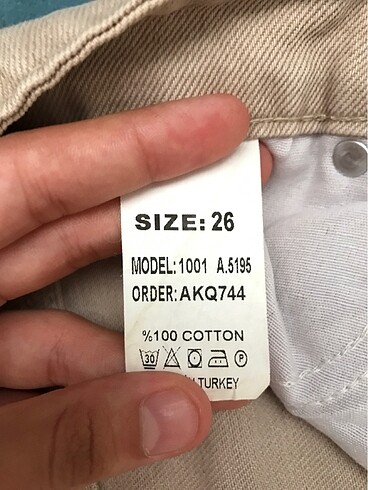 SIZE: 26
MODEL: 1001 A.5195
ORDER: AKQ744
%100 COTTON
30 P
TURKEY